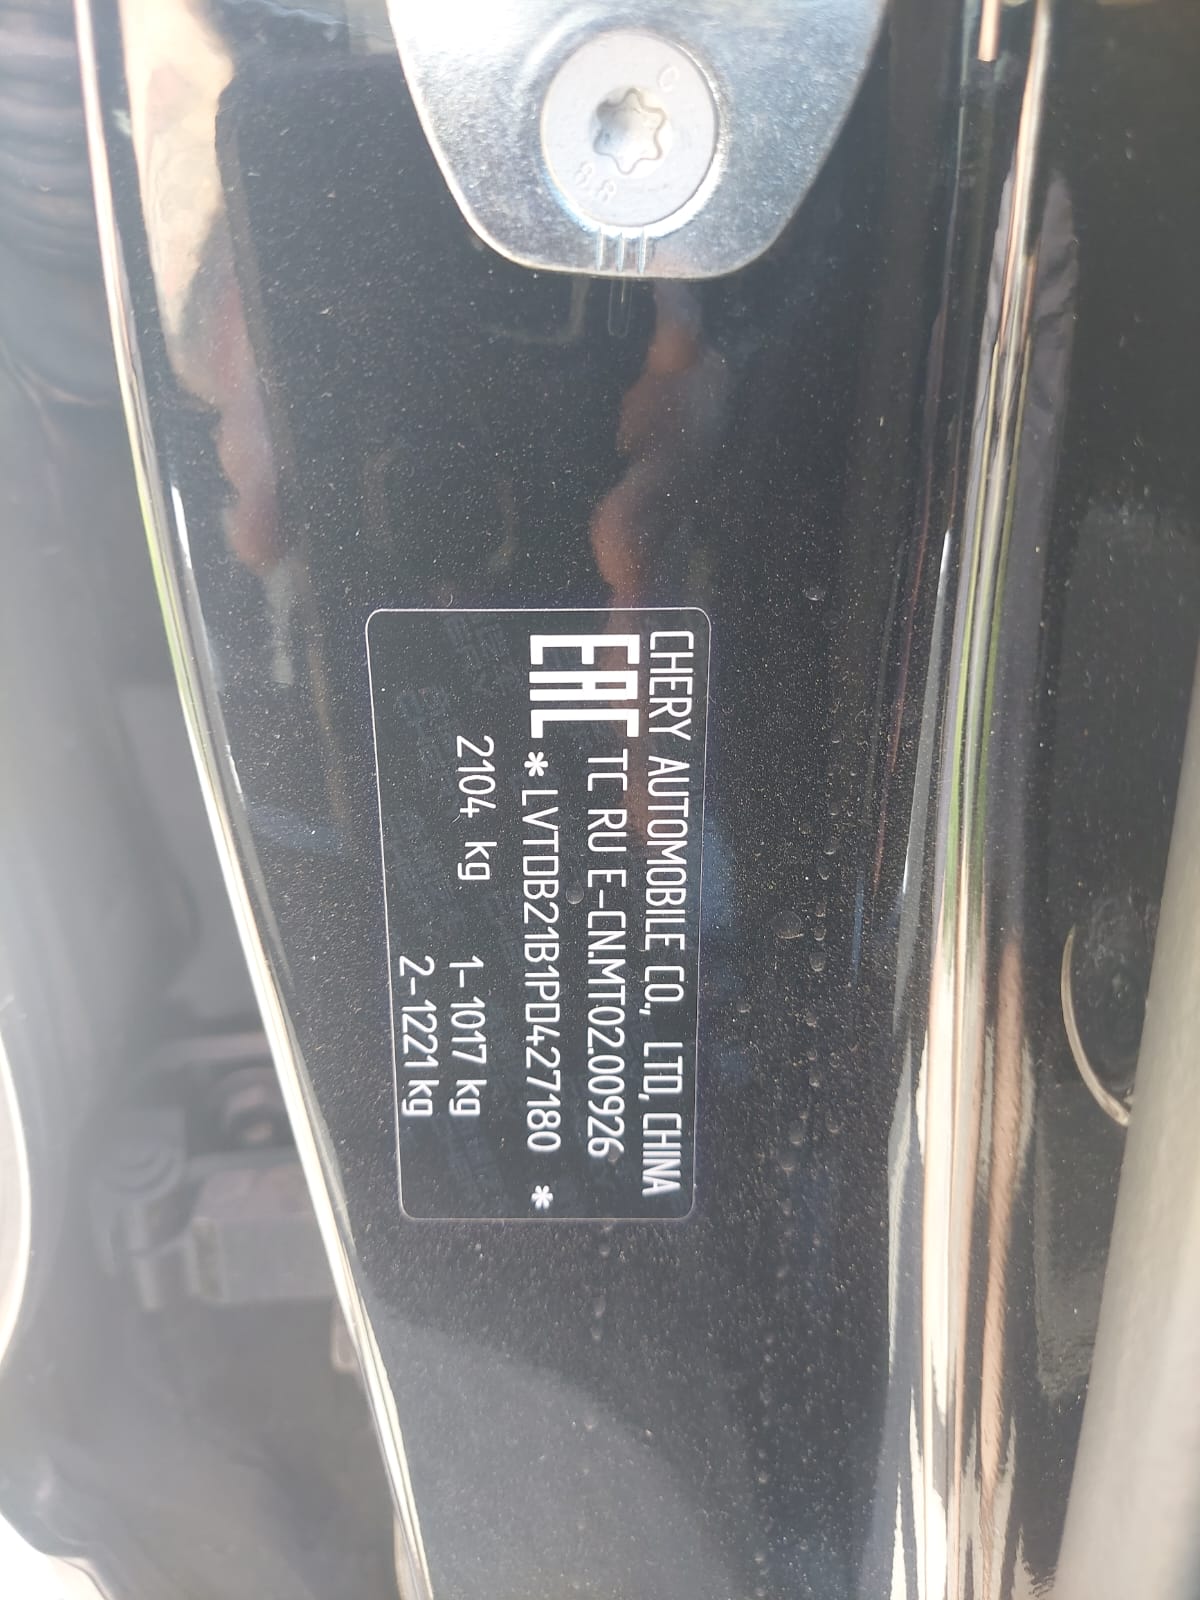 CHERY AUTOMOBILE CO., LTD, CHINA
EAC TC RU E-CN.MT02.00926
*LVTDB21B1PD427180*
2104 kg 1-1017 kg
2-1221 kg
C
88